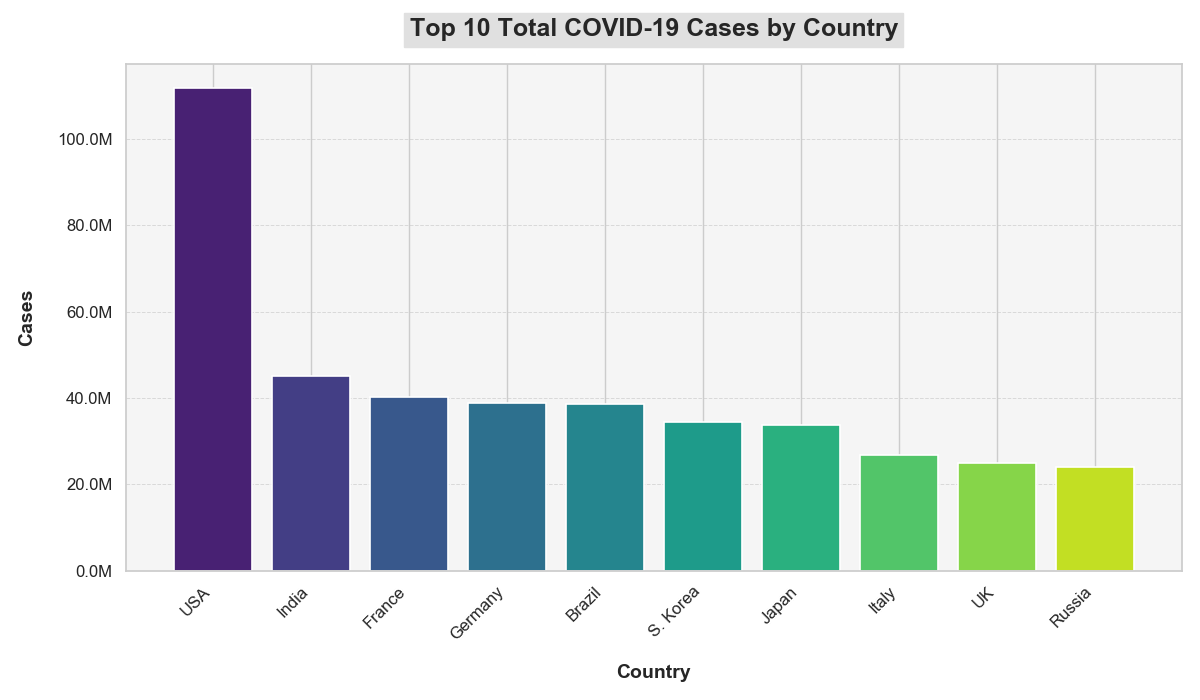 Top 10 Total COVID-19 Cases by Country
Cases
100.0M
80.0M
60.0M
40.0M
20.0M
0.0M
USA
India
France
Germany
Brazil
S. Korea
Japan
Italy
UK
Russia
Country